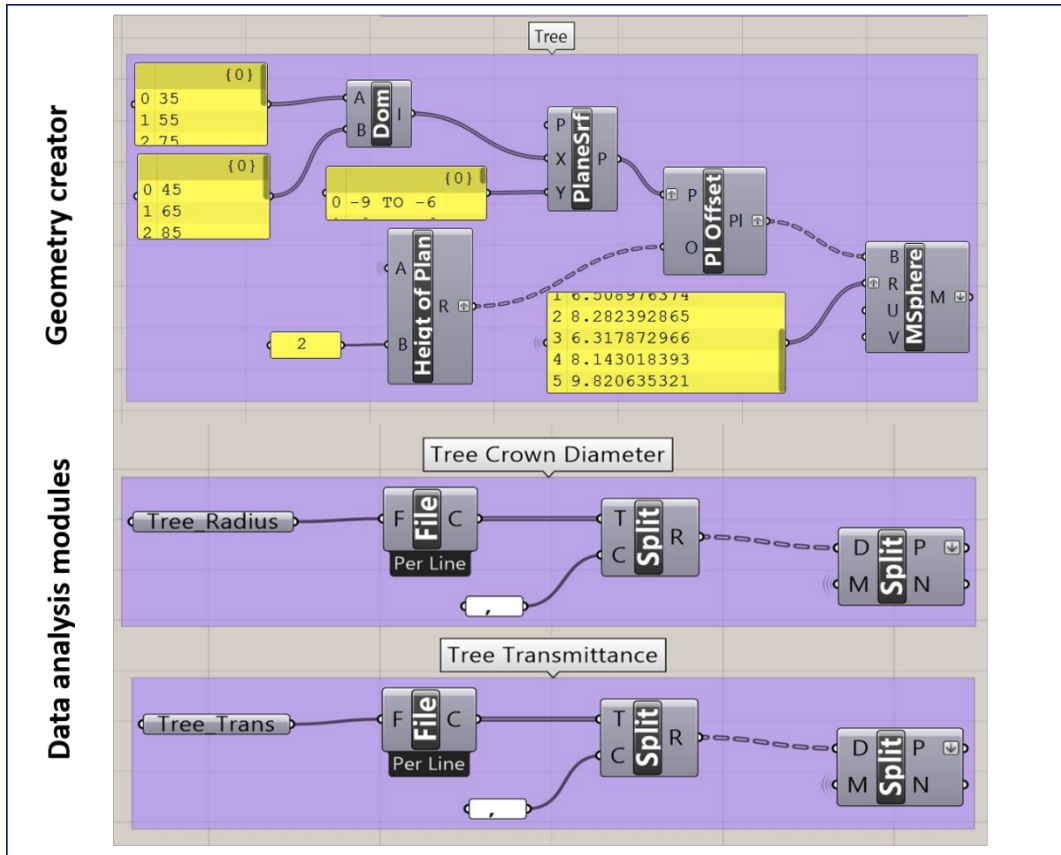 Geometry creator
Tree
{0}
0 35
1 55
2 75
{0}
0 45
1 65
2 85
A
B
Dom
I
{0}
0 -9 TO -6
P
X
Y
PlaneSrf
P
P
O
Pl Offset
Pl
A
B
Heigt of Plan
R
2
1 6.508976374
2 8.282392865
3 6.317872966
4 8.143018393
5 9.820635321
B
R
U
V
MSphere
M
Data analysis modules
Tree Crown Diameter
Tree_Radius
F File C
Per Line
,
T
C
Split
R
D
M
Split
P
N
Tree Transmittance
Tree_Trans
F File C
Per Line
,
T
C
Split
R
D
M
Split
P
N